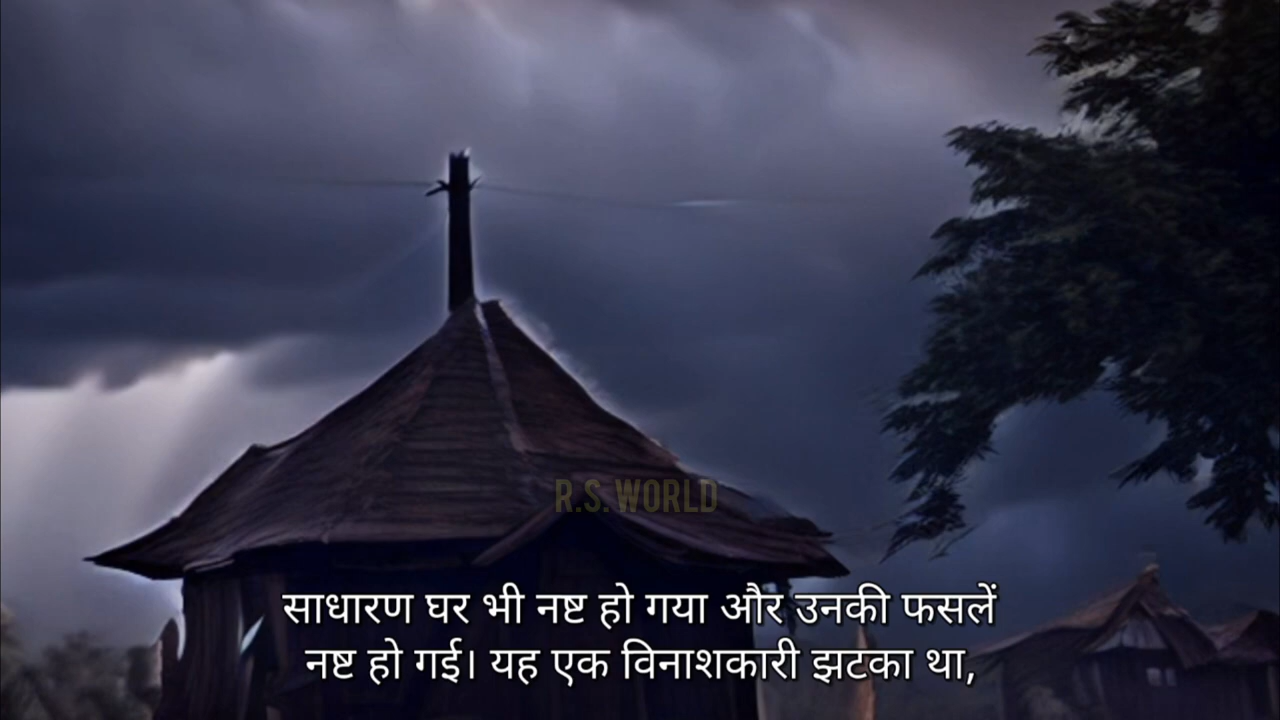 R.S. WORLD
साधारण घर भी नष्ट हो गया और उनकी फसलें
नष्ट हो गई। यह एक विनाशकारी झटका था,